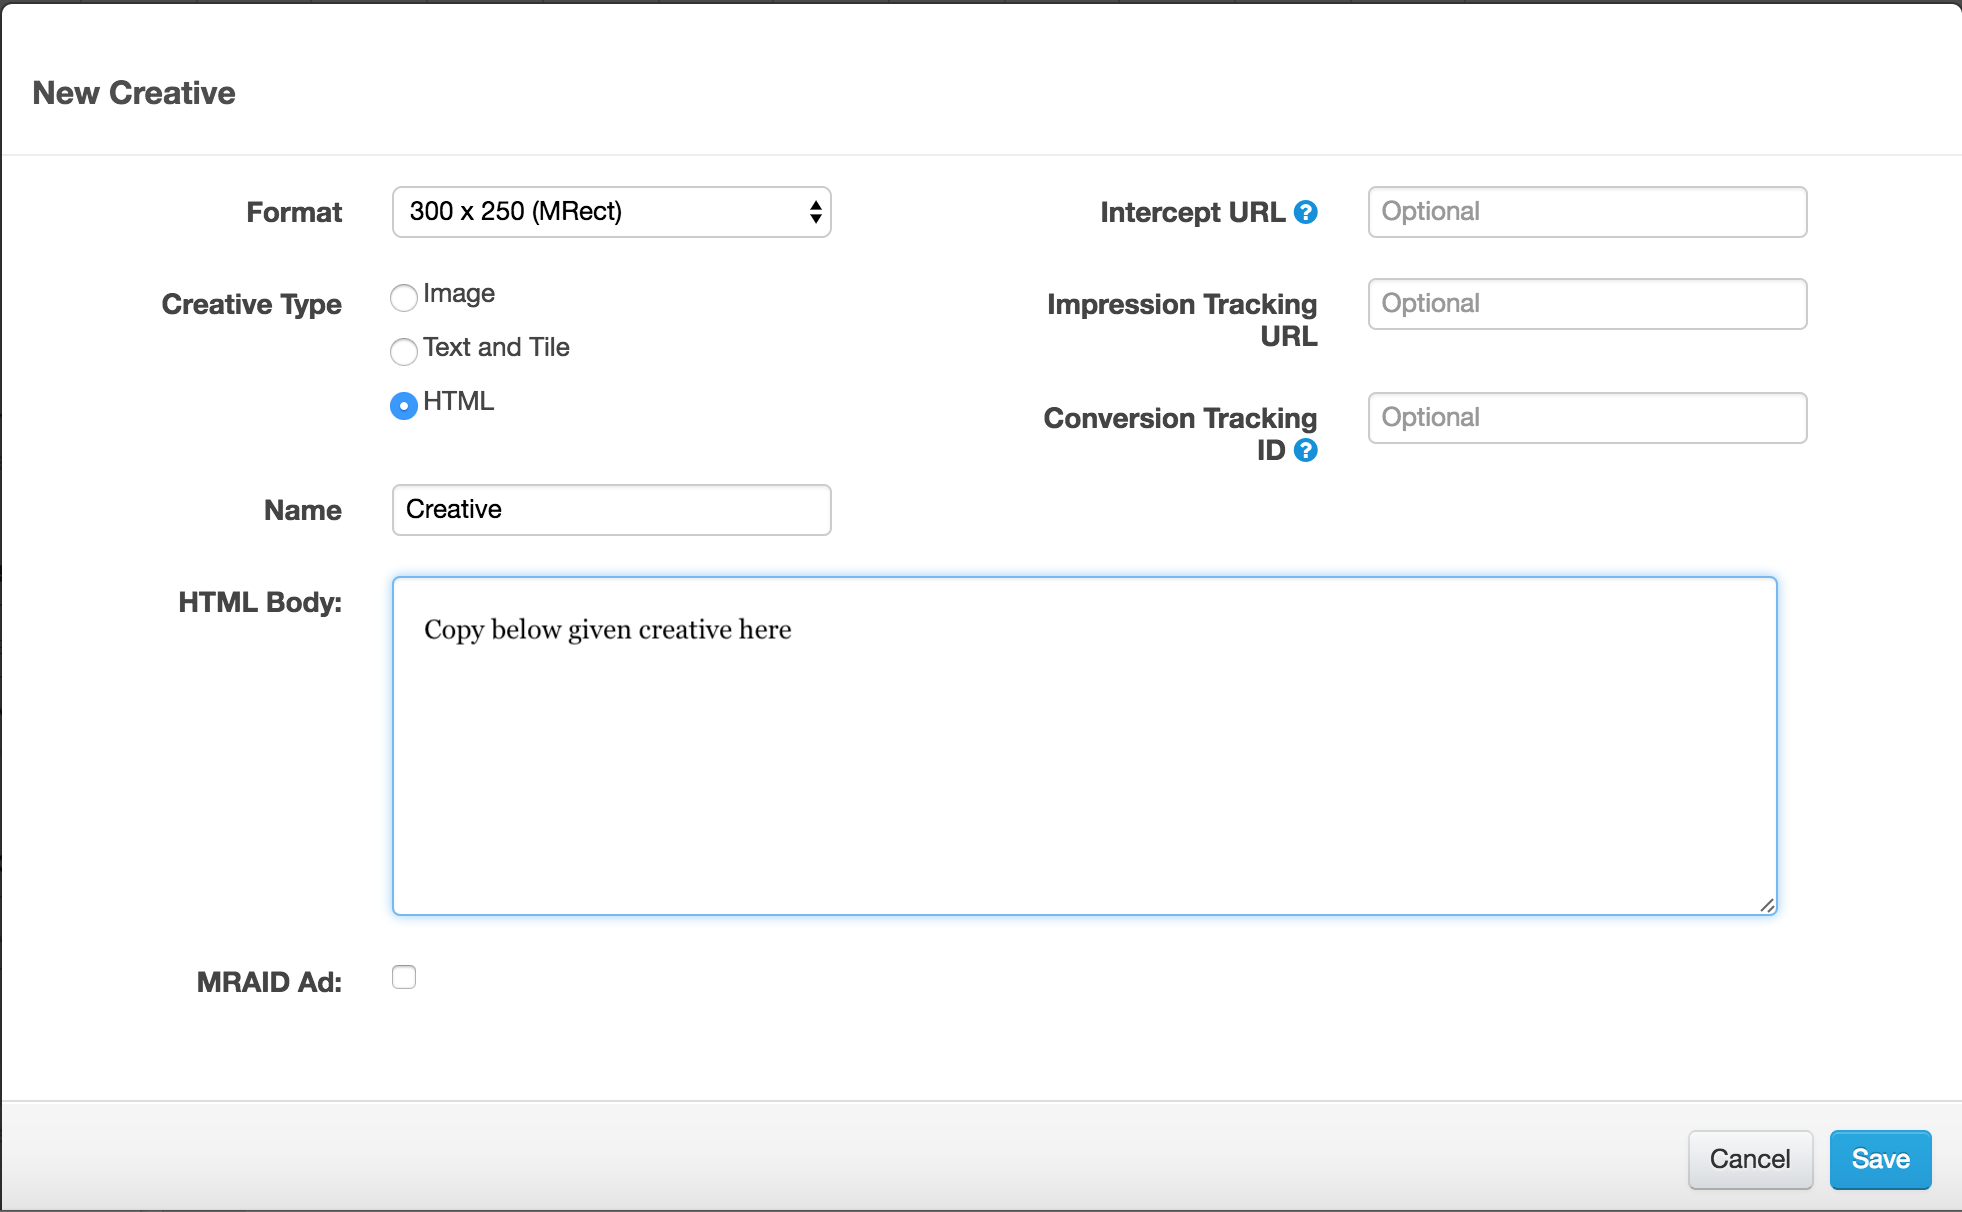 New Creative
Format
300 x 250 (MRect)
Intercept URL ?
Optional
Creative Type
Image
Text and Tile
HTML
Impression Tracking
URL
Optional
Conversion Tracking
ID ?
Optional
Name
Creative
HTML Body:
Copy below given creative here
MRAID Ad:
Cancel
Save